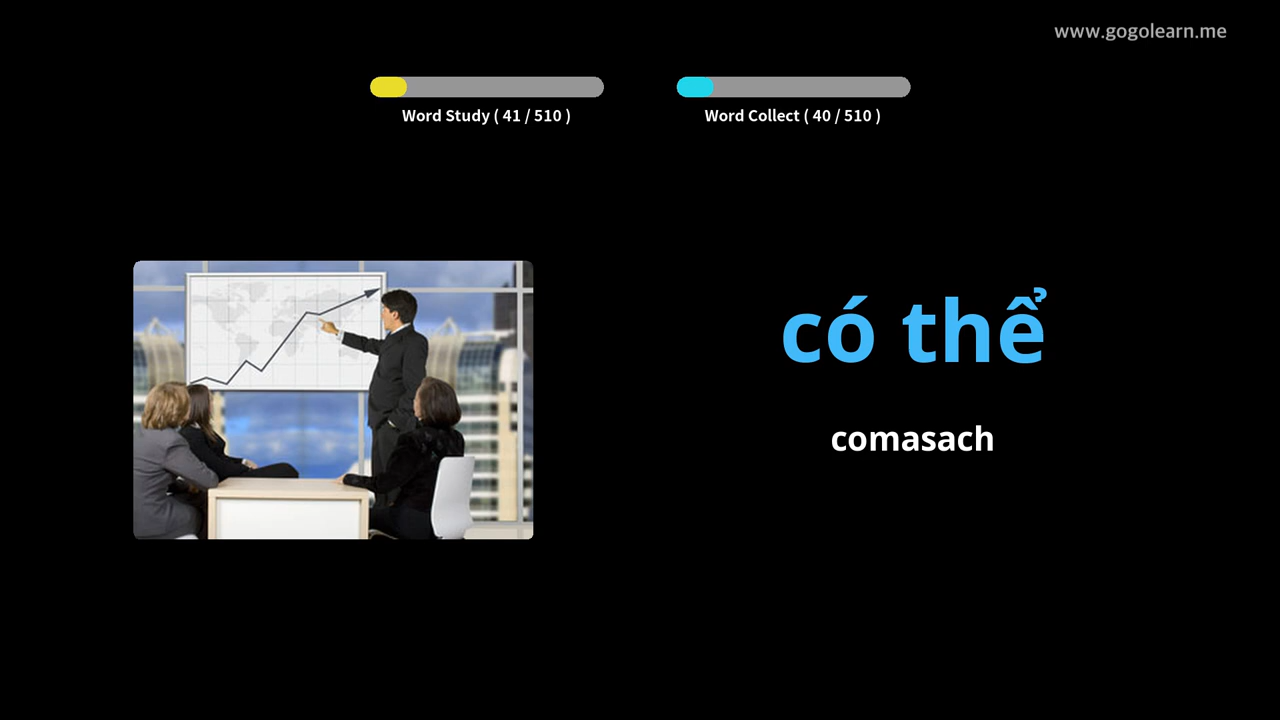 www.gogolearn.me
Word Study ( 41 / 510 )
Word Collect ( 40 / 510 )
có thể
comasach